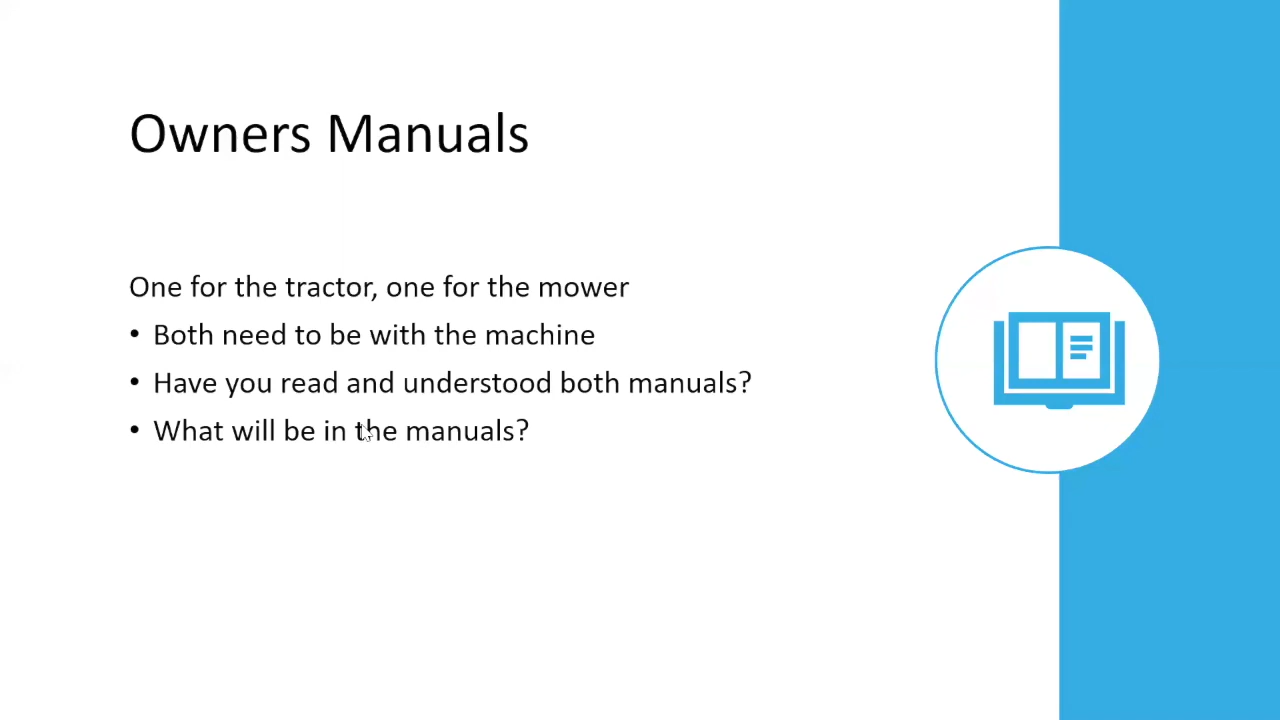 Owners Manuals
One for the tractor, one for the mower
• Both need to be with the machine
• Have you read and understood both manuals?
• What will be in the manuals?